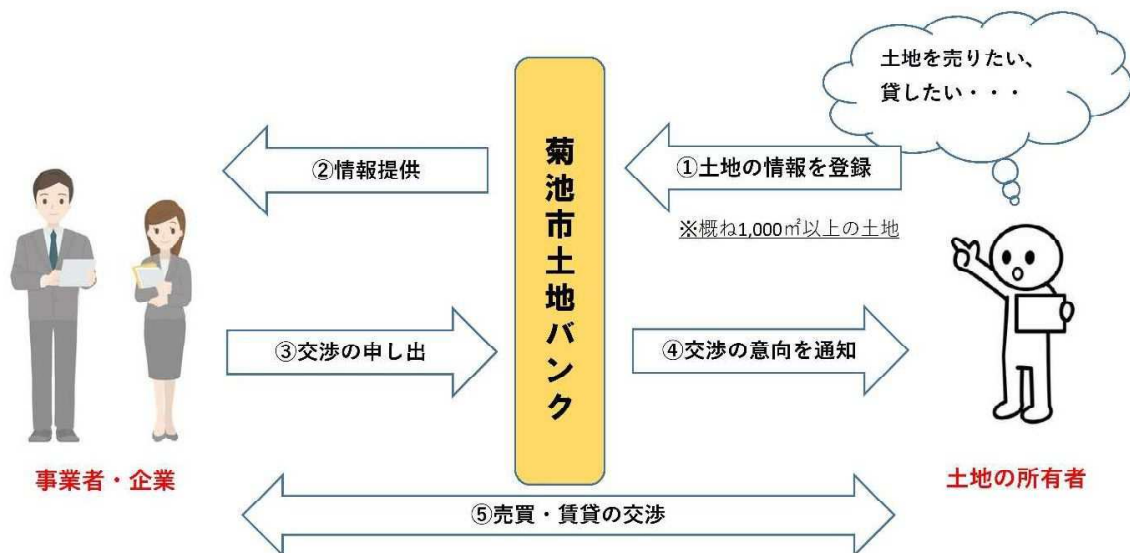 土地を売りたい、
貸したい・・・
菊池市土地バンク
②情報提供
①土地の情報を登録
※概ね1,000㎡以上の土地
③交渉の申し出
④交渉の意向を通知
事業者・企業
土地の所有者
⑤売買・賃貸の交渉